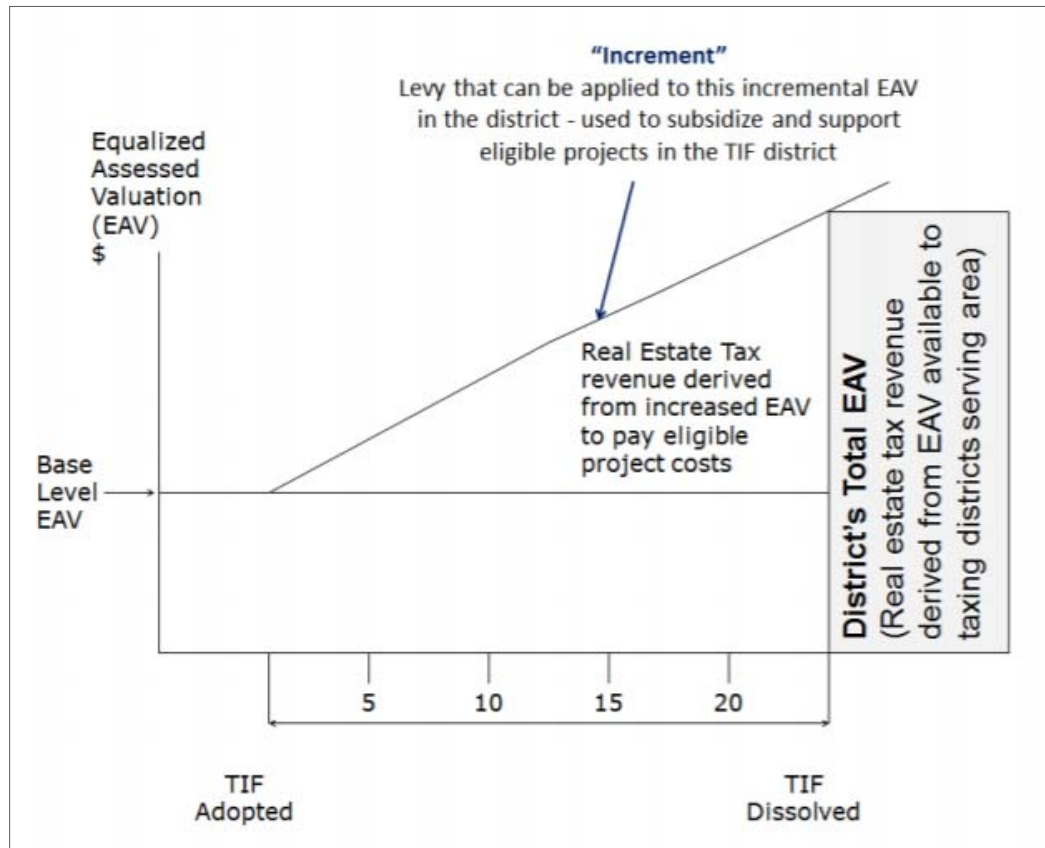 “Increment”
Levy that can be applied to this incremental EAV
in the district - used to subsidize and support
eligible projects in the TIF district
Equalized
Assessed
Valuation
(EAV)
$
Real Estate Tax
revenue derived
from increased EAV
to pay eligible
project costs
Base
Level
EAV
District’s Total EAV
(Real estate tax revenue
derived from EAV available to
taxing districts serving area)
5
10
15
20
TIF
Adopted
TIF
Dissolved